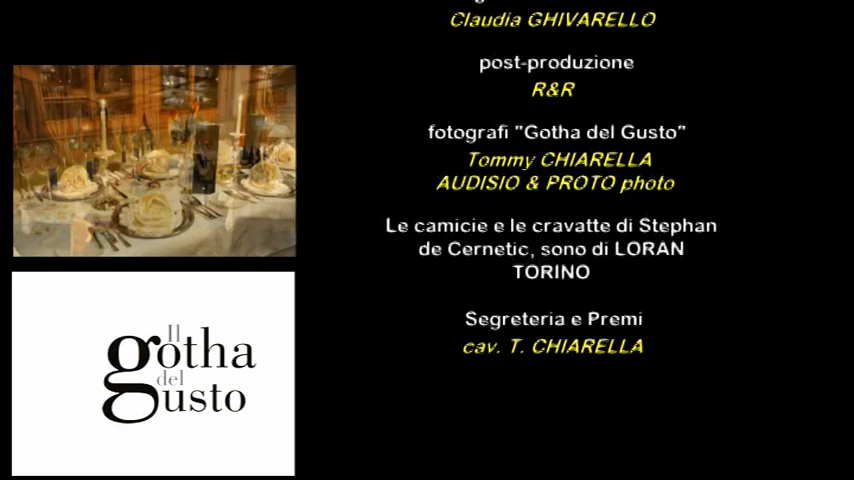 Claudia GHIVARELLO
post-produzione
R&R
fotografi "Gotha del Gusto"
Tommy CHIARELLA
AUDISIO & PROTO photo
Le camicie e le cravatte di Stephan
de Cernetic, sono di LORAN
TORINO
Segreteria e Premi
cav. T. CHIARELLA
Il
gotha
del
gusto